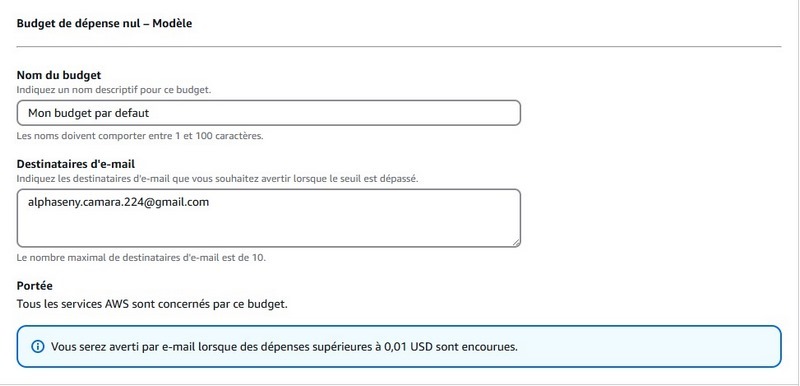 Budget de dépense nul – Modèle
Nom du budget
Indiquez un nom descriptif pour ce budget.
Mon budget par defaut
Les noms doivent comporter entre 1 et 100 caractères.
Destinataires d'e-mail
Indiquez les destinataires d'e-mail que vous souhaitez avertir lorsque le seuil est dépassé.
alphaseny.camara.224@gmail.com
Le nombre maximal de destinataires d'e-mail est de 10.
Portée
Tous les services AWS sont concernés par ce budget.
Vous serez averti par e-mail lorsque des dépenses supérieures à 0,01 USD sont encourues.